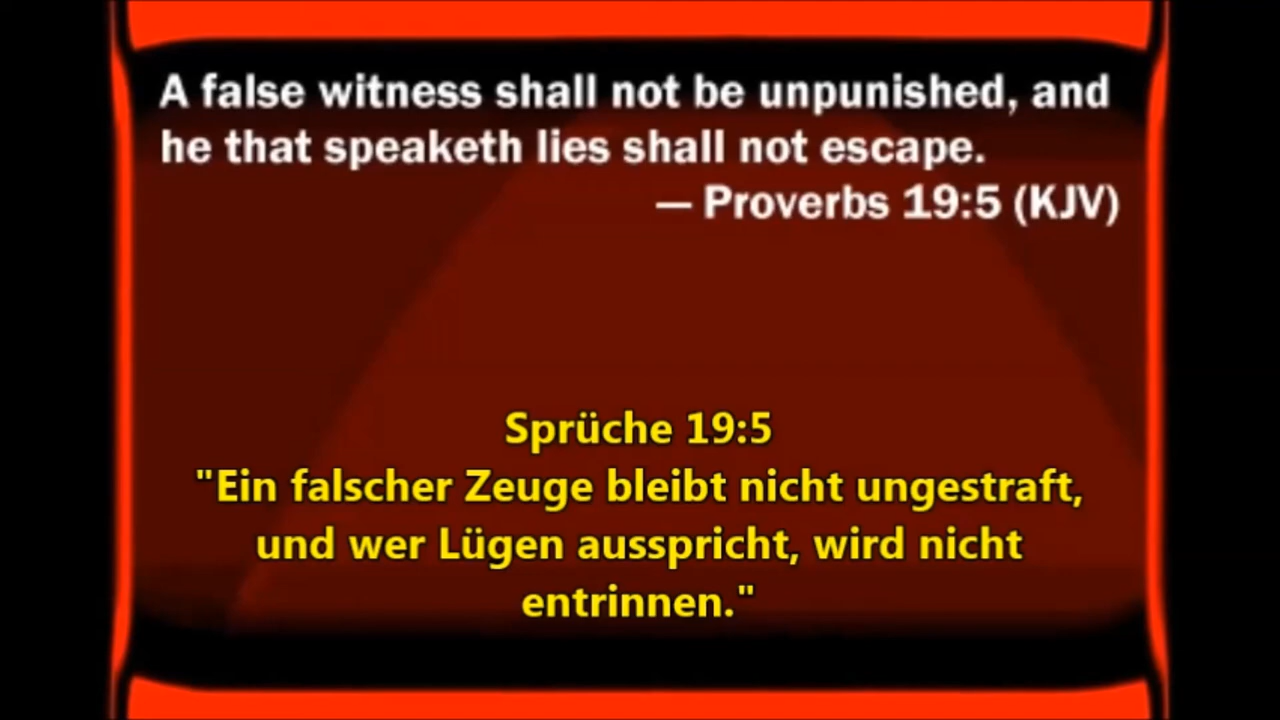 A false witness shall not be unpunished, and
he that speaketh lies shall not escape.
— Proverbs 19:5 (KJV)
Sprüche 19:5
"Ein falscher Zeuge bleibt nicht ungestraft,
und wer Lügen ausspricht, wird nicht
entrinnen."